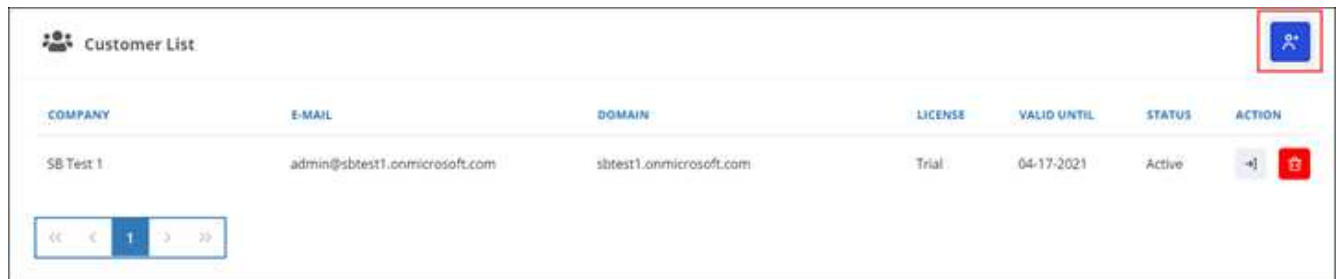 Customer List
COMPANY E-MAIL DOMAIN LICENSE VALID UNTIL STATUS ACTION
SB Test 1 admin@sbtest1.onmicrosoft.com sbtest1.onmicrosoft.com Trial 04-17-2021 Active
<< < 1 > >>